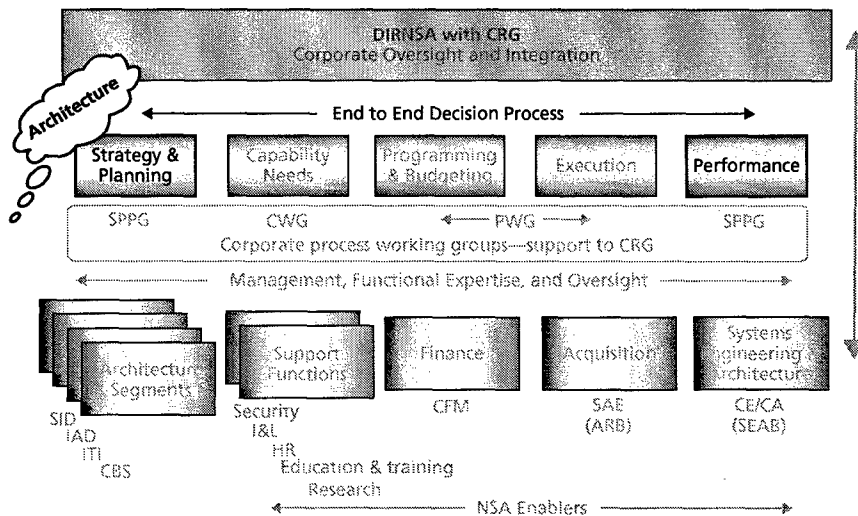 DIRNSA with CRG
Corporate Oversight and Integration
Architecture
End to End Decision Process
Strategy &
Planning
Capability
Needs
Programming
& Budgeting
Execution
Performance
SPPG
CWG
PWG
SPPG
Corporate process working groups—support to CRG
Management, Functional Expertise, and Oversight
Architecture
Segments
Support
Functions
Finance
Acquisition
Systems
ngineering
rchitecture
SID
IAD
ITI
CBS
Security
I&L
HR
Education & training
Research
CFM
SAE
(ARB)
CE/CA
(SEAB)
NSA Enablers